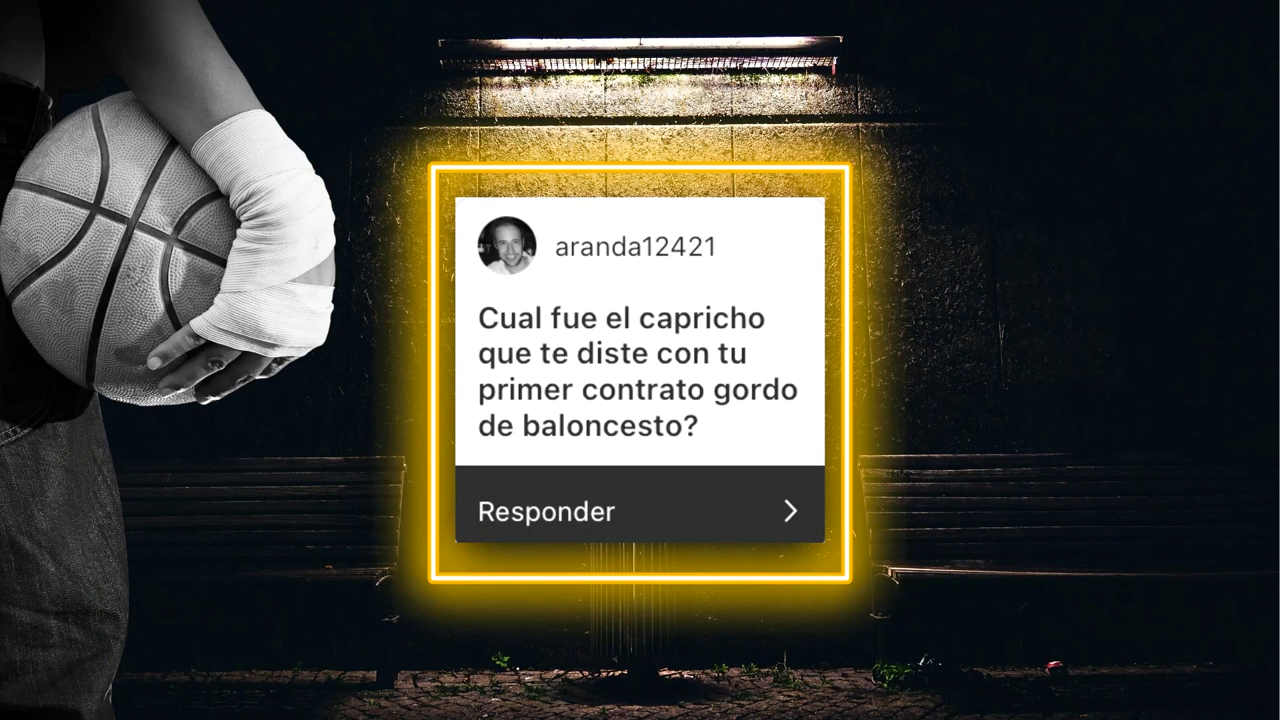 aranda12421
Cual fue el capricho
que te diste con tu
primer contrato gordo
de baloncesto?
Responder